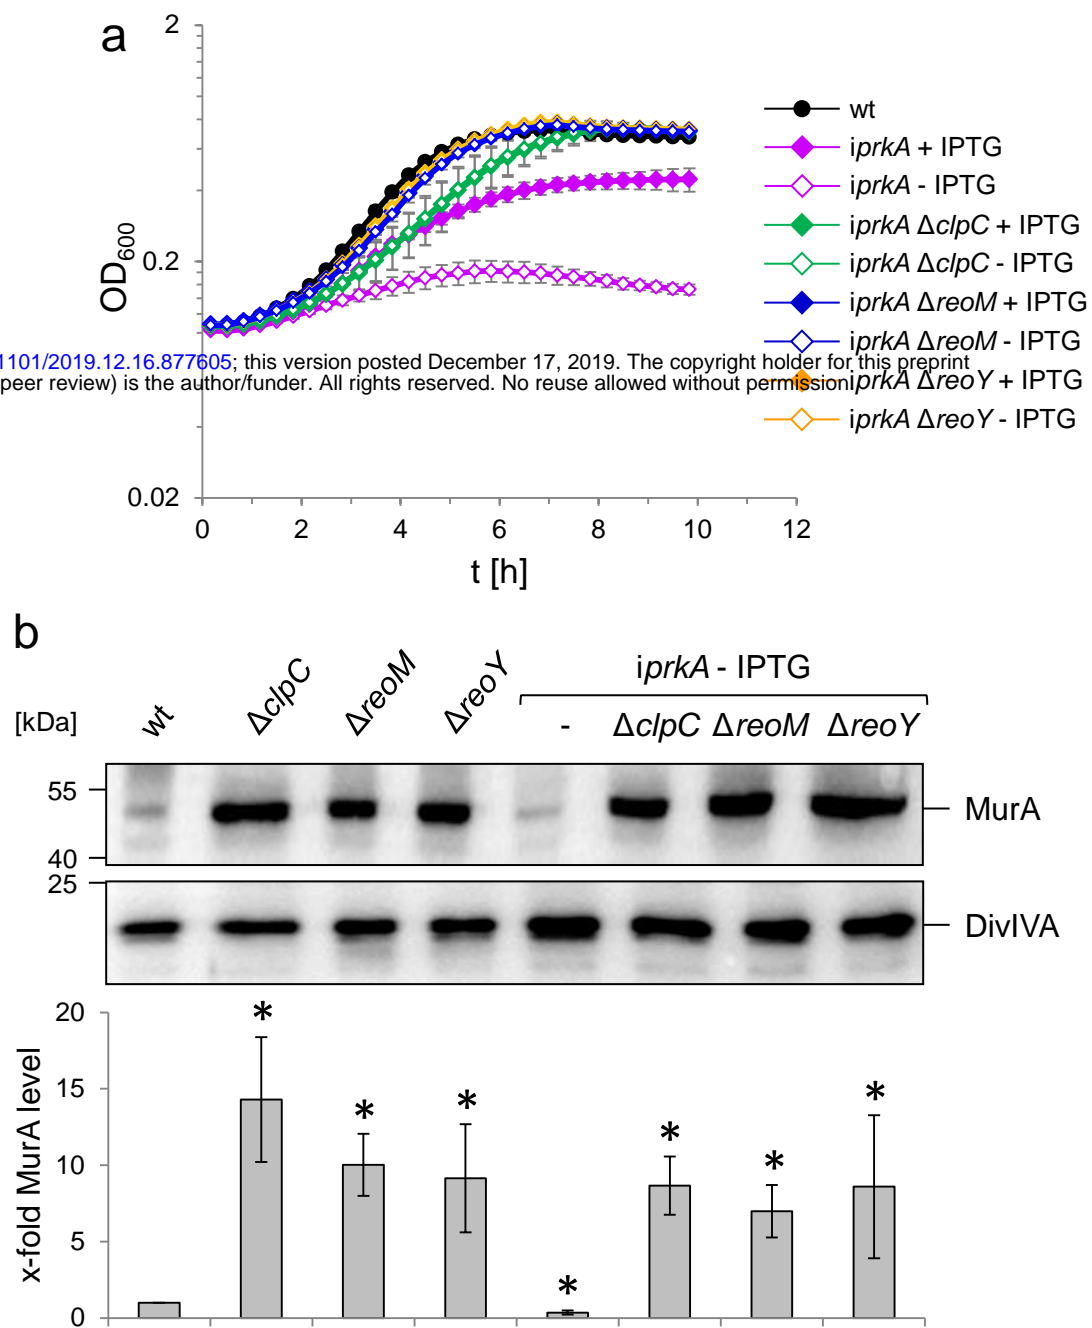 a
2
0.2
0.02
OD600
0 2 4 6 8 10 12
t [h]
wt
iprkA + IPTG
iprkA - IPTG
iprkA ΔclpC + IPTG
iprkA ΔclpC - IPTG
iprkA ΔreoM + IPTG
iprkA ΔreoM - IPTG
1101/2019.12.16.877605; this version posted December 17, 2019. The copyright holder for this preprint
peer review) is the author/funder. All rights reserved. No reuse allowed without permission.
iprkA ΔreoY + IPTG
iprkA ΔreoY - IPTG
b
iprkA - IPTG
[kDa] wt ΔclpC ΔreoM ΔreoY - ΔclpC ΔreoM ΔreoY
55
40
MurA
25
DivIVA
x-fold MurA level
20
15
10
5
0
* * * * * * *